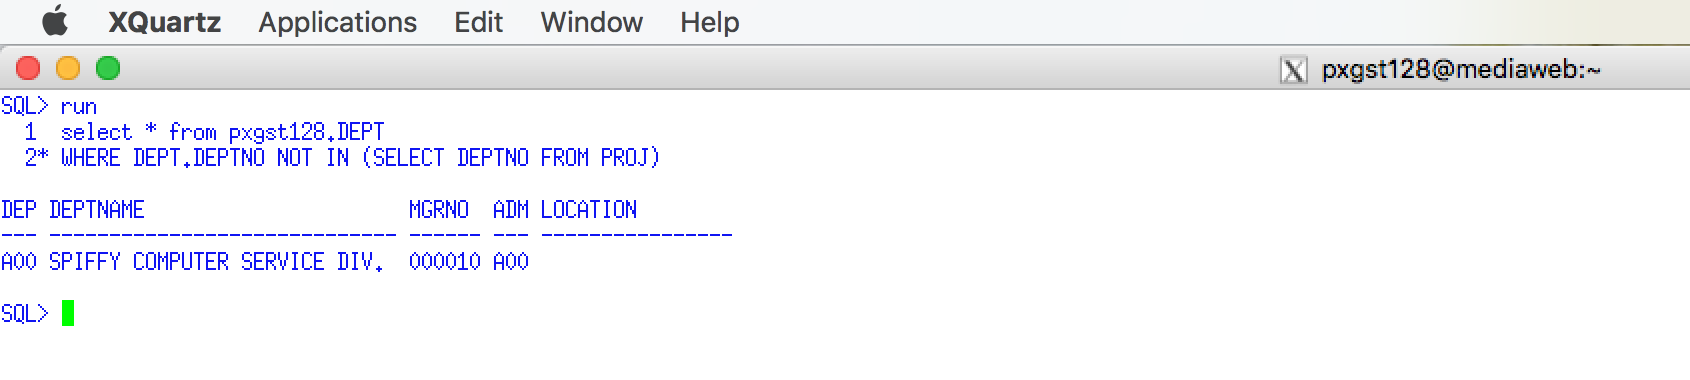 XQuartz Applications Edit Window Help
pxgst128@mediaweb:~
SQL> run
  1  select * from pxgst128.DEPT
  2* WHERE DEPT.DEPTNO NOT IN (SELECT DEPTNO FROM PROJ)
DEP DEPTNAME                      MGRNO  ADM LOCATION
--- ----------------------------- ------ --- ----------------
A00 SPIFFY COMPUTER SERVICE DIV.  000010 A00
SQL>